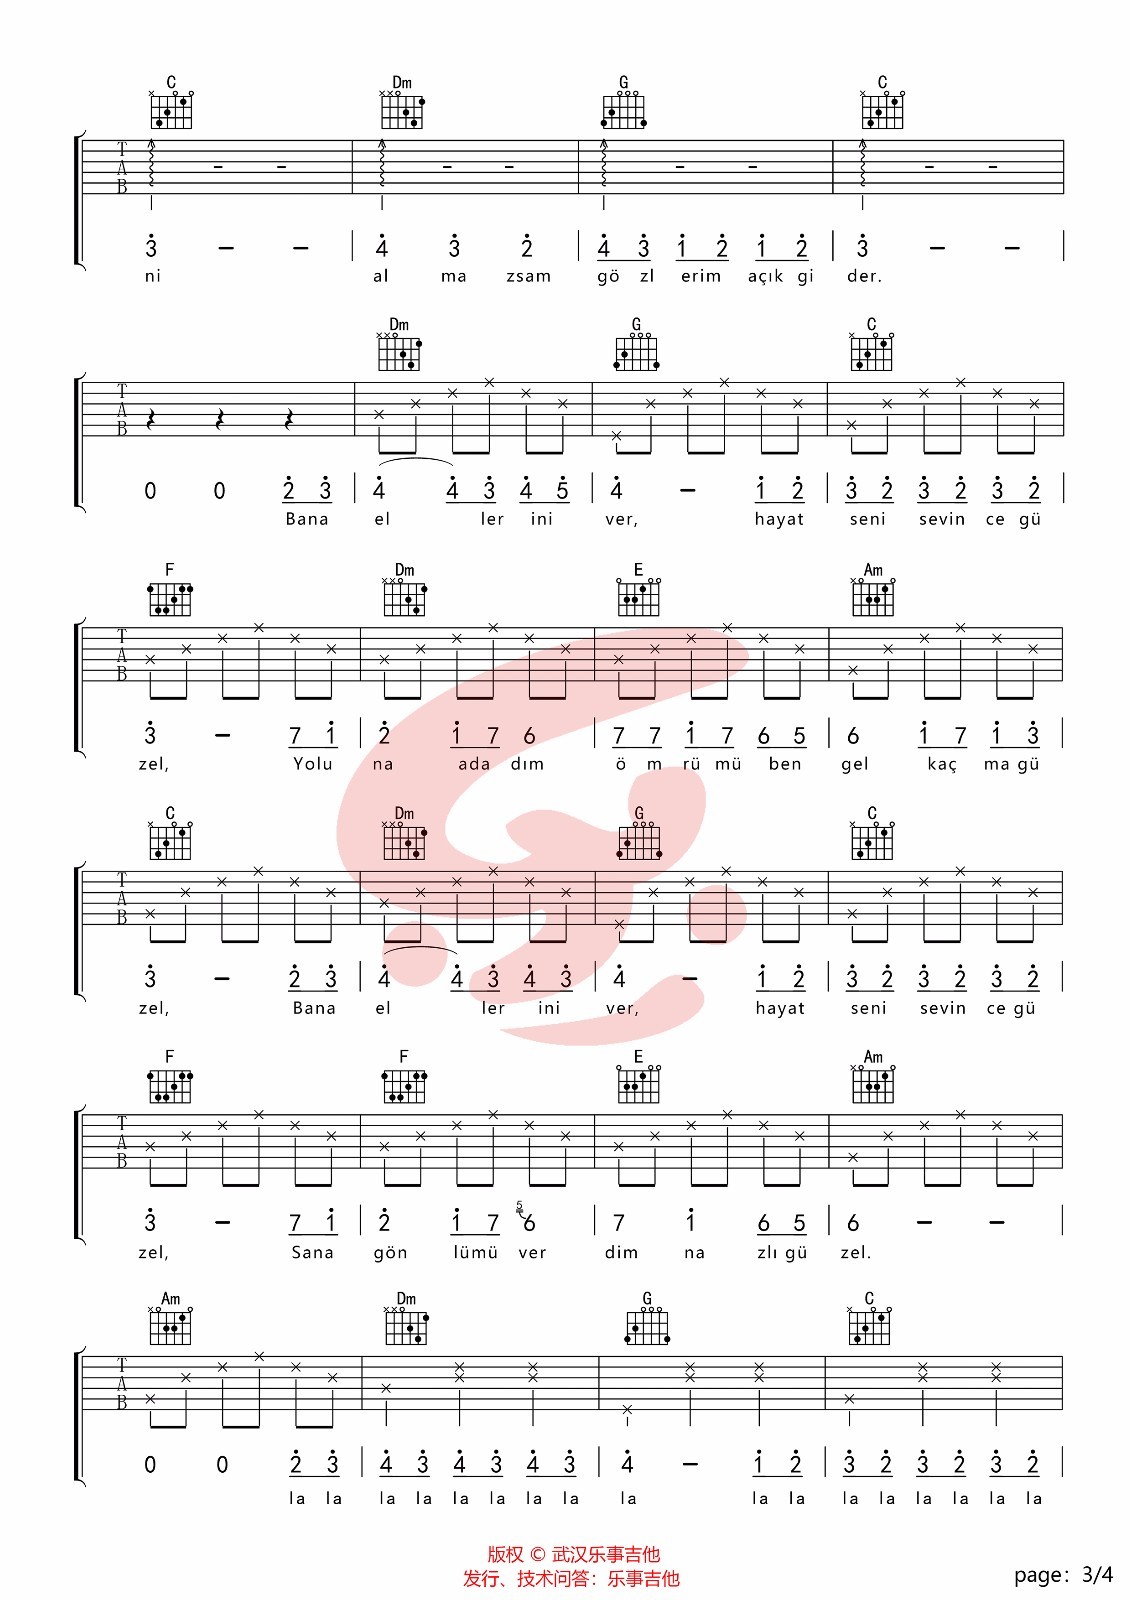 C Dm G C
T A B
3 – – 4 3 2 4 3 1 2 1 2 3 – –
ni al ma zsam gö zl erim açık gi der.
Dm G C
T A B
0 0 2 3 4 4 3 4 5 4 – 1 2 3 2 3 2 3 2
Bana el ler ini ver, hayat seni sevin ce gü
F Dm E Am
T A B
3 – 7 1 2 1 7 6 7 7 1 7 6 5 6 1 7 1 3
zel, Yolu na ada dım ö m rü mü ben gel kaç ma gü
C Dm G C
T A B
3 – 2 3 4 4 3 4 3 4 – 1 2 3 2 3 2 3 2
zel, Bana el ler ini ver, hayat seni sevin ce gü
F F E Am
T A B
3 – 7 1 2 1 7 5 6 7 1 6 5 6 – –
zel, Sana gön lümü ver dim na zlı gü zel.
Am Dm G C
T A B
0 0 2 3 4 3 4 3 4 3 4 – 1 2 3 2 3 2 3 2
la la la la la la la la la la la la la la la la la
版权 © 武汉乐事吉他
发行、技术问答：乐事吉他
page：3/4